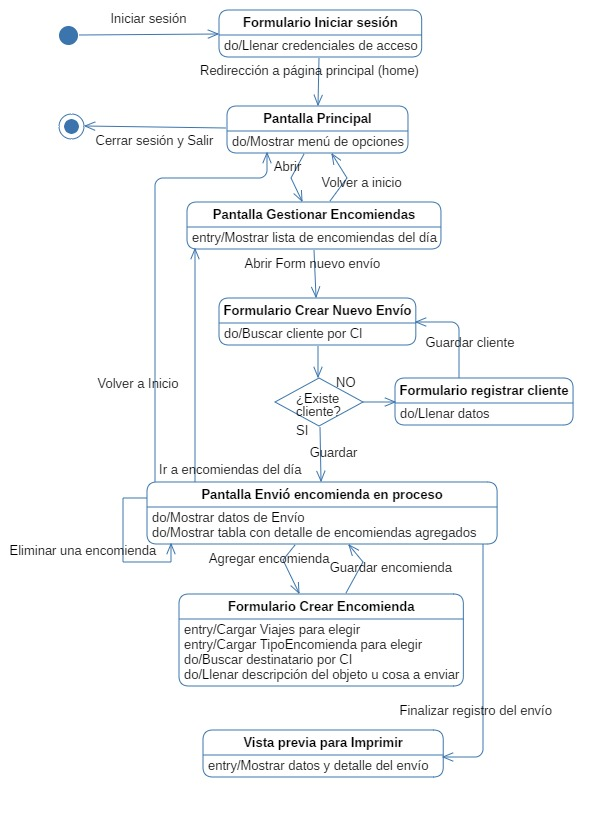 Iniciar sesión
Formulario Iniciar sesión
do/Llenar credenciales de acceso
Redirección a página principal (home)
Pantalla Principal
do/Mostrar menú de opciones
Cerrar sesión y Salir
Abrir
Volver a inicio
Pantalla Gestionar Encomiendas
entry/Mostrar lista de encomiendas del día
Abrir Form nuevo envío
Formulario Crear Nuevo Envío
do/Buscar cliente por CI
Guardar cliente
NO
¿Existe
cliente?
Formulario registrar cliente
do/Llenar datos
Volver a Inicio
SI
Guardar
Ir a encomiendas del día
Pantalla Envió encomienda en proceso
do/Mostrar datos de Envío
do/Mostrar tabla con detalle de encomiendas agregados
Eliminar una encomienda
Agregar encomienda
Guardar encomienda
Formulario Crear Encomienda
entry/Cargar Viajes para elegir
entry/Cargar TipoEncomienda para elegir
do/Buscar destinatario por CI
do/Llenar descripción del objeto u cosa a enviar
Finalizar registro del envío
Vista previa para Imprimir
entry/Mostrar datos y detalle del envío